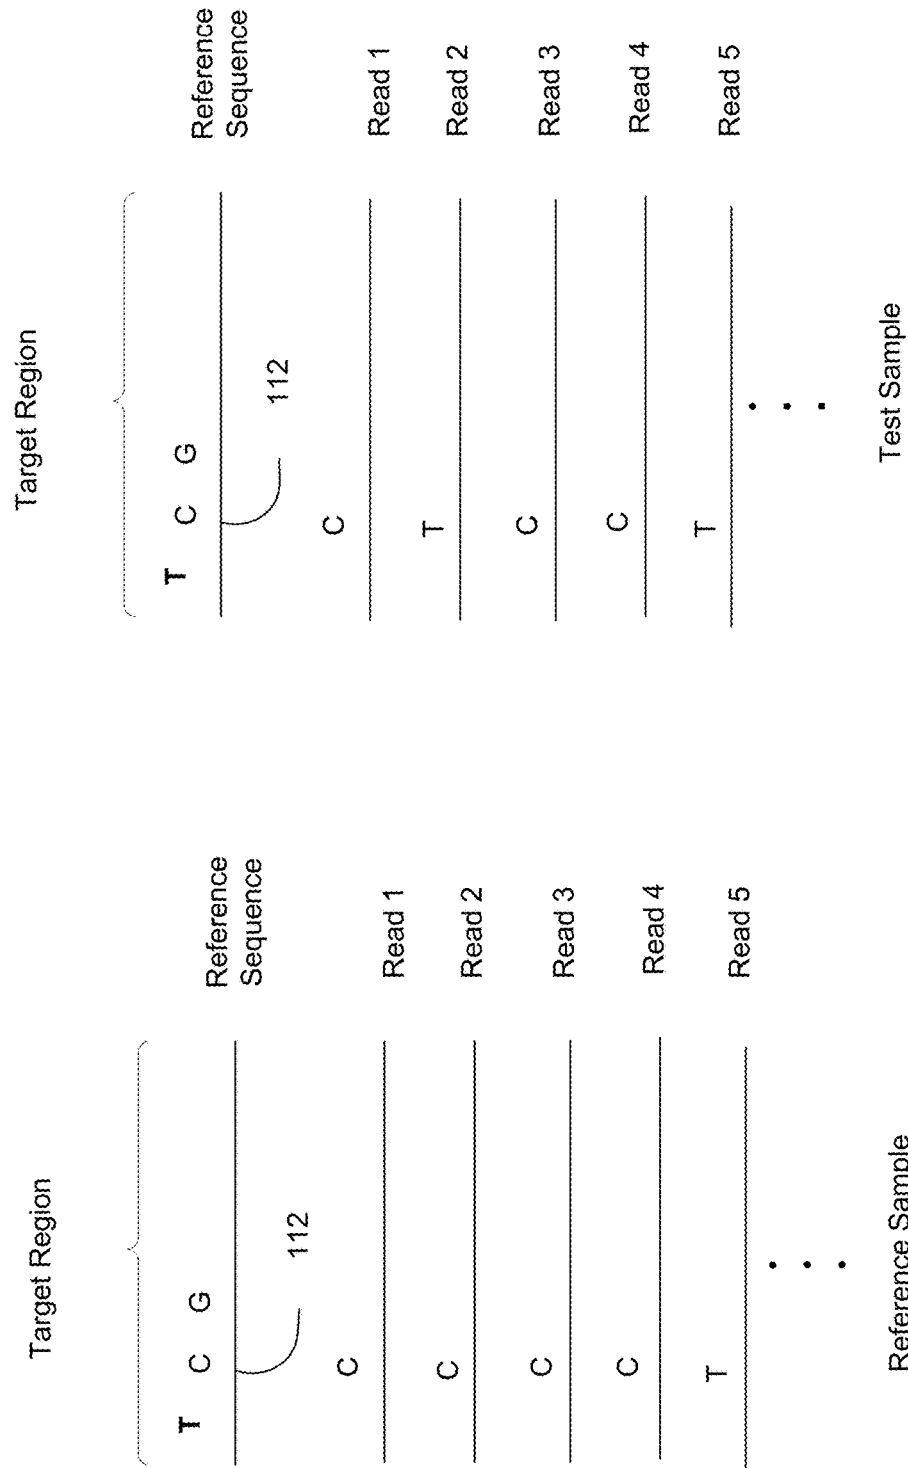 Target Region
T C G
Reference
Sequence
112
C
Read 1
C
Read 2
C
Read 3
C
Read 4
T
Read 5
Reference Sample
Target Region
T C G
Reference
Sequence
112
C
Read 1
T
Read 2
C
Read 3
C
Read 4
T
Read 5
Test Sample